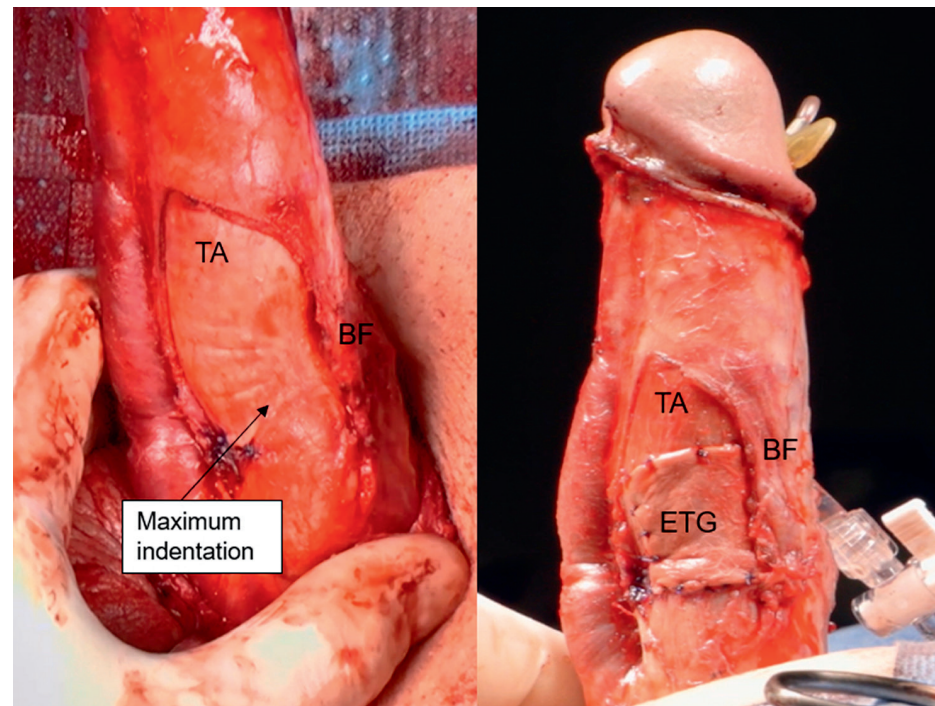 TA
BF
Maximum
indentation
TA
BF
ETG